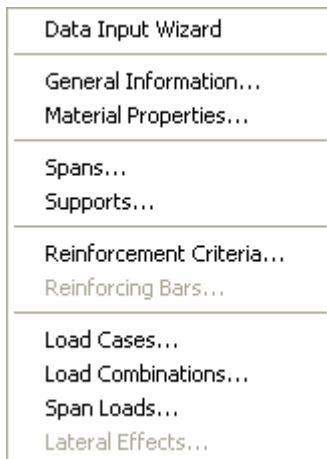 Data Input Wizard
General Information...
Material Properties...
Spans...
Supports...
Reinforcement Criteria...
Reinforcing Bars...
Load Cases...
Load Combinations...
Span Loads...
Lateral Effects...